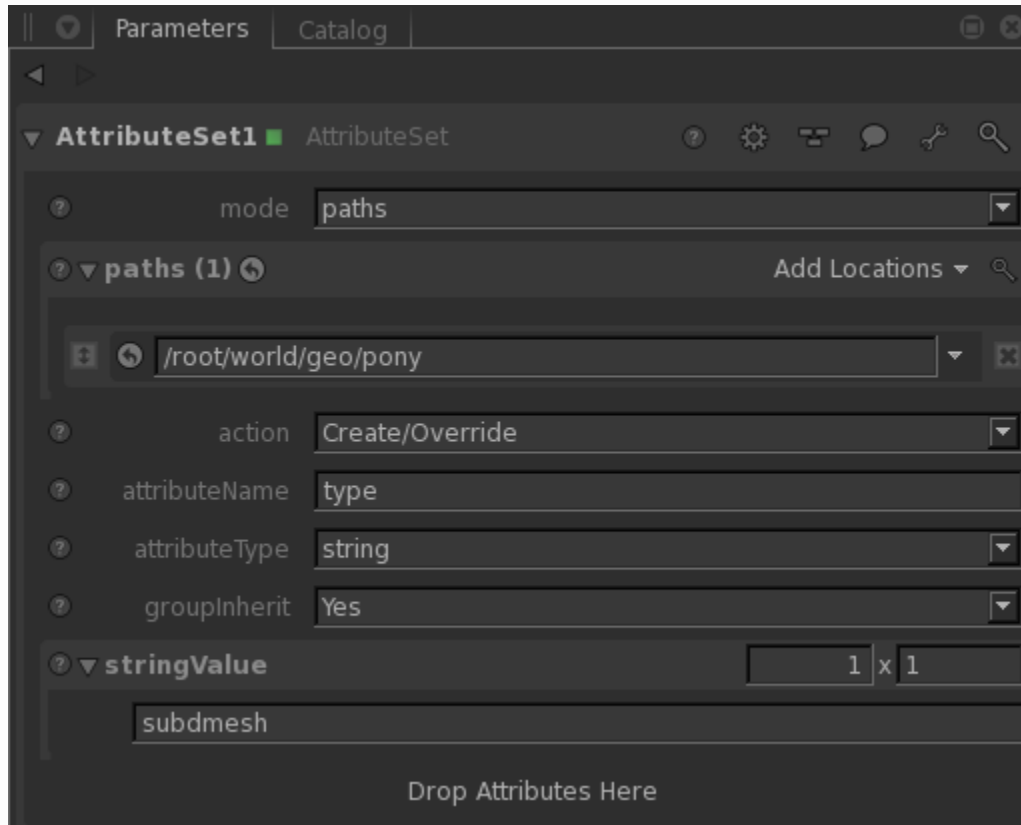 Parameters Catalog
AttributeSet1 AttributeSet
mode paths
paths (1) Add Locations
/root/world/geo/pony
action Create/Override
attributeName type
attributeType string
groupInherit Yes
stringValue 1 x 1
subdmesh
Drop Attributes Here